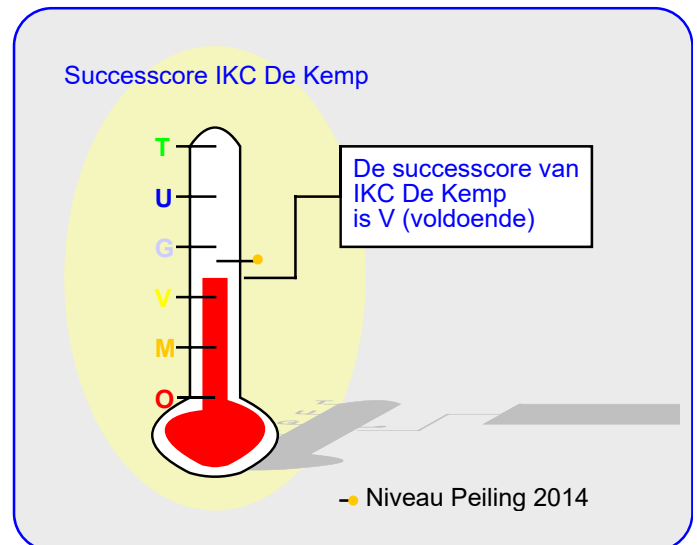 Successcore IKC De Kemp
T
U
G
V
M
O
De successcore van
IKC De Kemp
is V (voldoende)
Niveau Peiling 2014